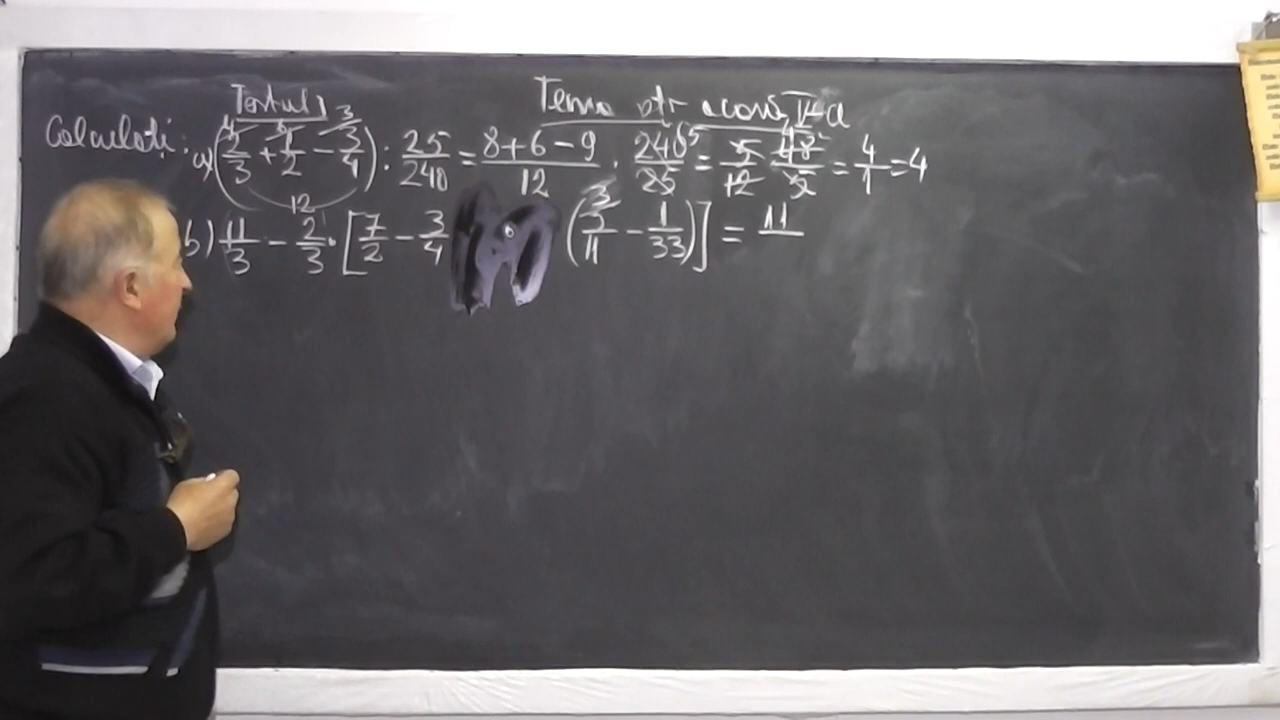 Testul 1 Tema ptr acasă V-a
Calculati: a) (2/3 + 1/2 - 3/4) : 25/240 = (8+6-9)/12 · 240/25 = 5/12 · 48/5 = 4/1 = 4
12
b) 11/3 - 2/3 · [7/2 - 3/4 (3/11 - 1/33)] = 11